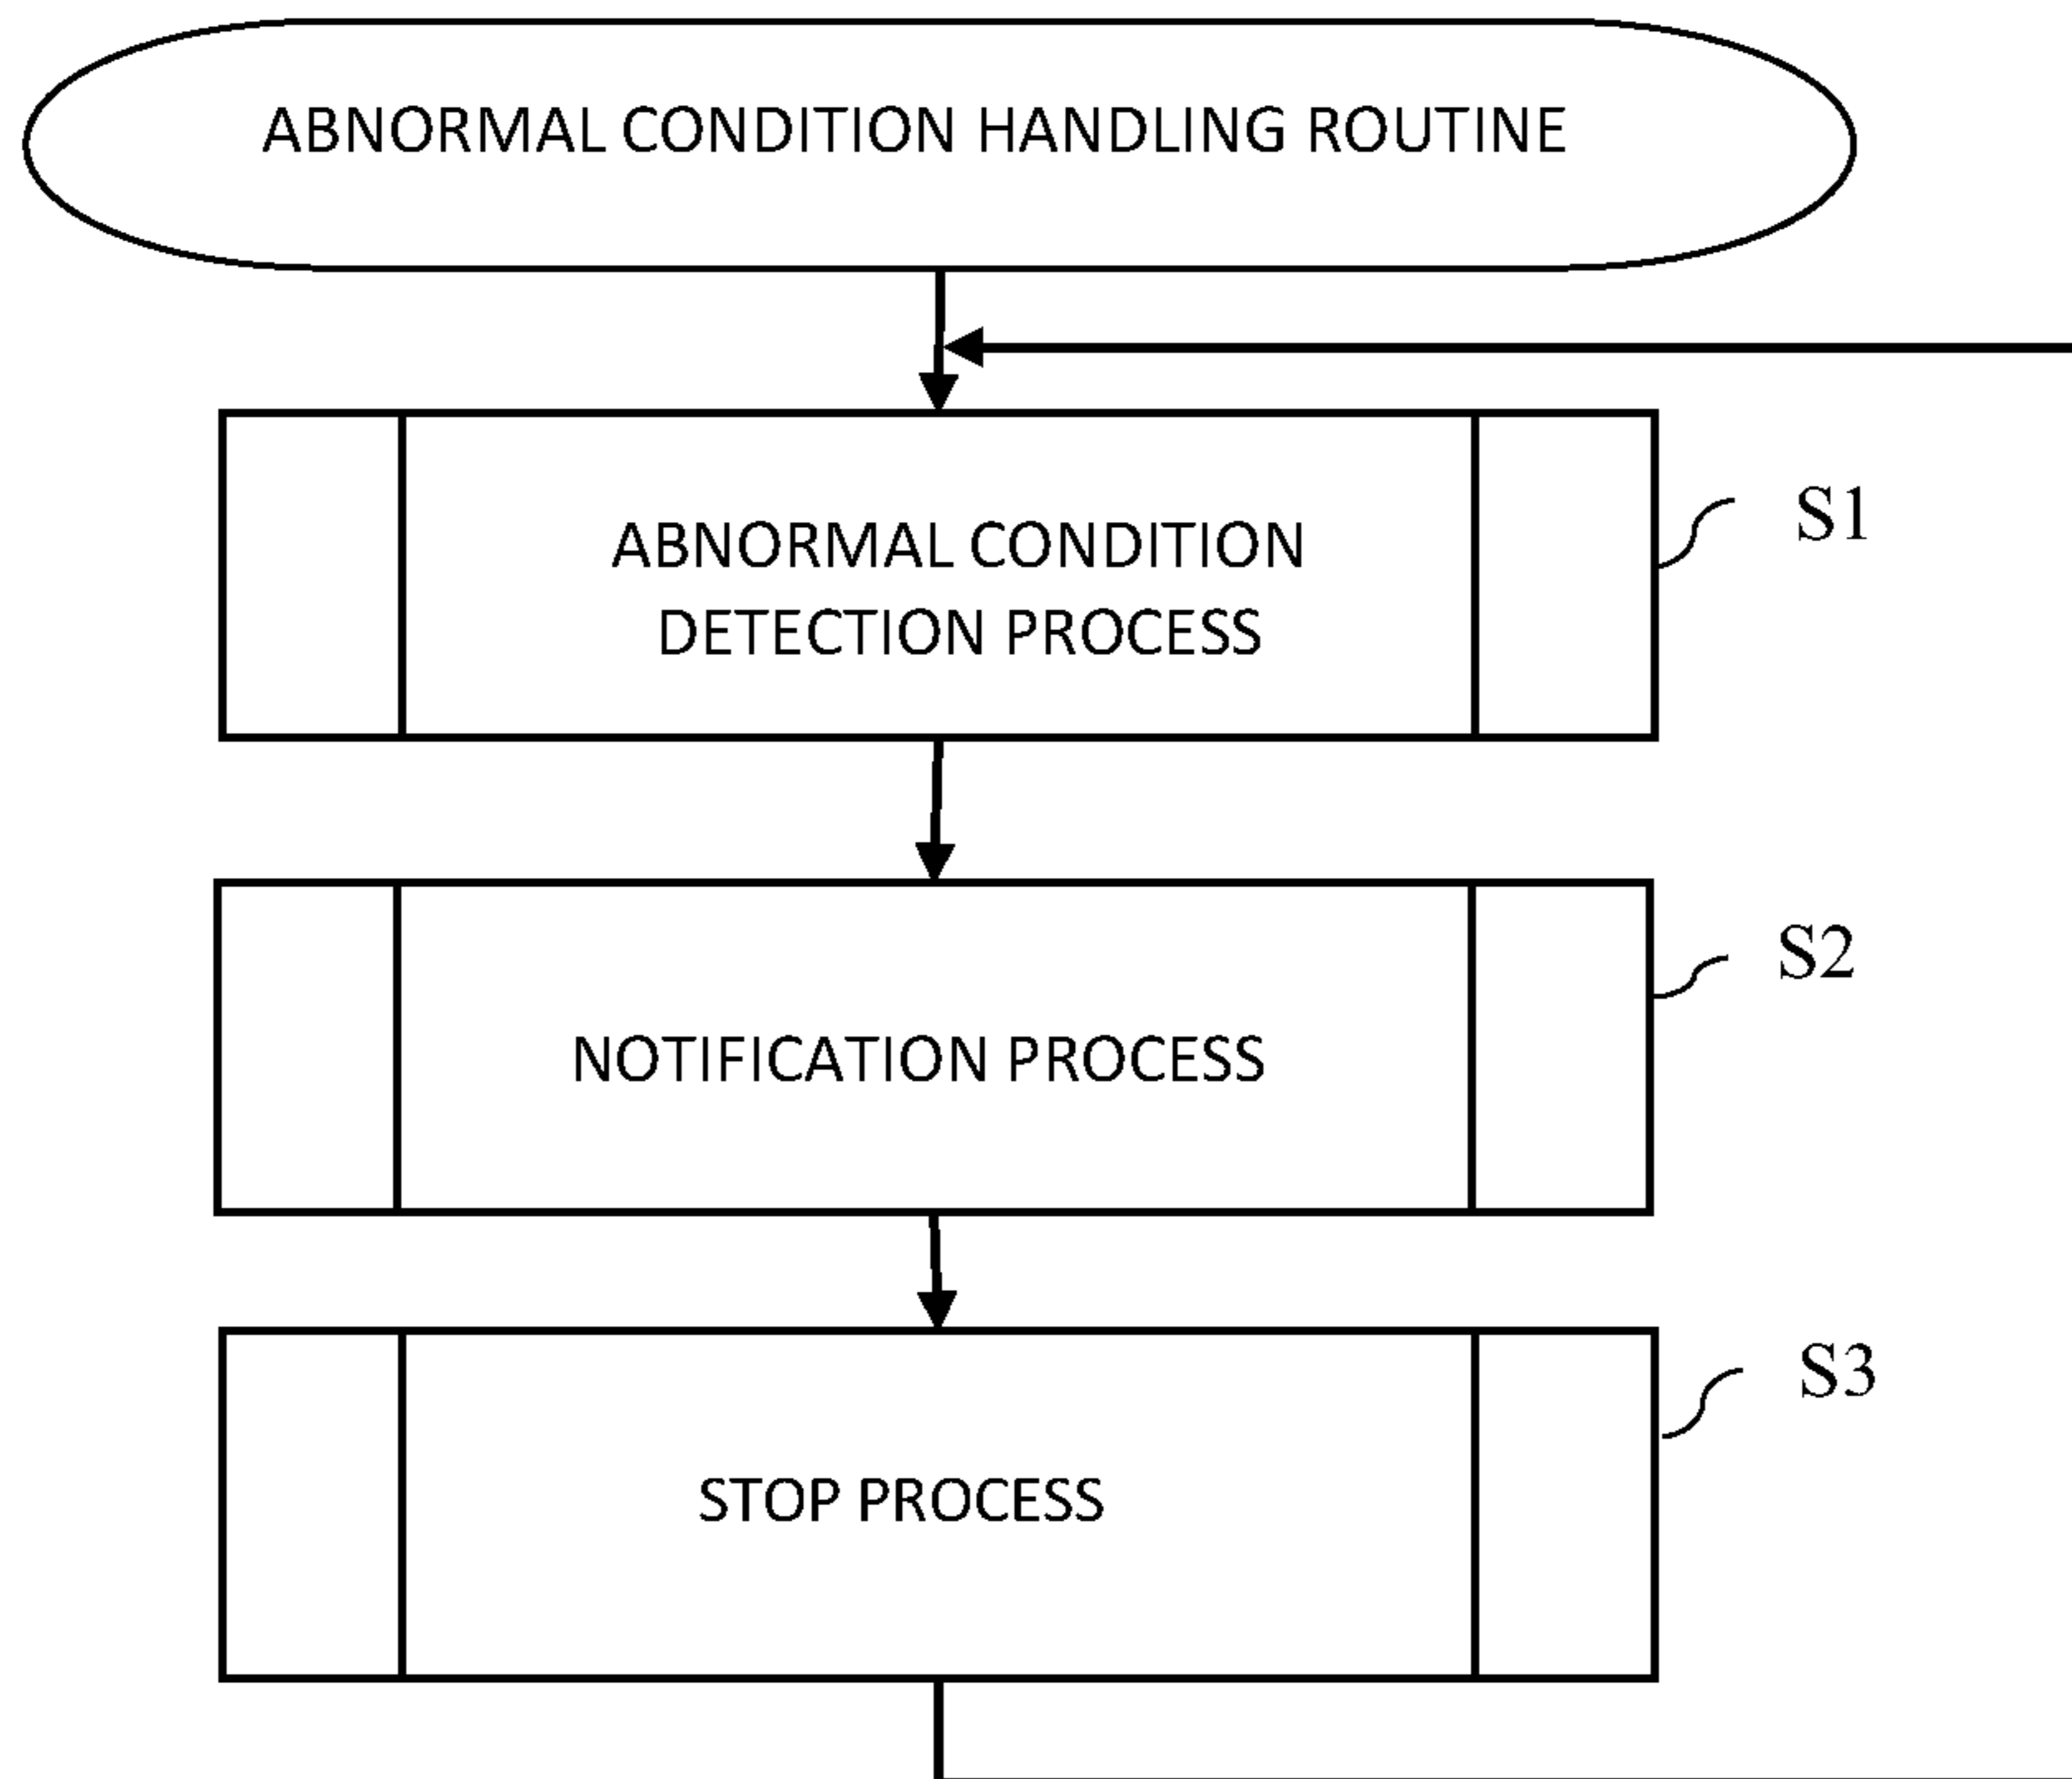 ABNORMAL CONDITION HANDLING ROUTINE
ABNORMAL CONDITION
DETECTION PROCESS
S1
NOTIFICATION PROCESS
S2
STOP PROCESS
S3